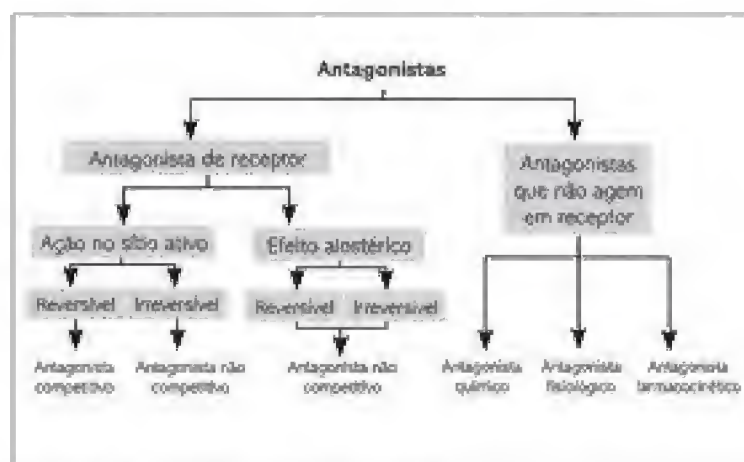 Antagonistas
Antagonista de receptor
Antagonistas
que não agem
em receptor
Ação no sítio ativo
Efeito alostérico
Reversível
Irreversível
Reversível
Irreversível
Antagonista
competitivo
Antagonista não
competitivo
Antagonista não
competitivo
Antagonista
químico
Antagonista
fisiológico
Antagonista
farmacocinético